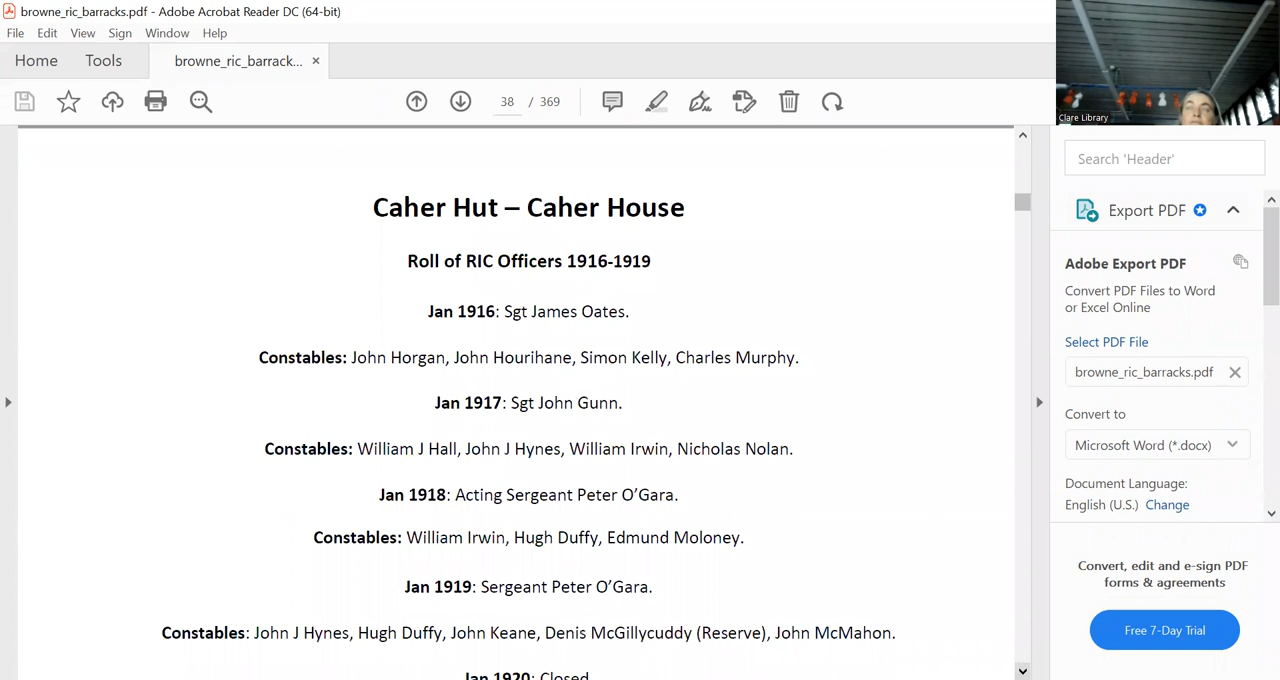 browne_ric_barracks.pdf - Adobe Acrobat Reader DC (64-bit)
File Edit View Sign Window Help
Home Tools browne_ric_barrack... ×
38 / 369
Clare Library
Caher Hut – Caher House
Roll of RIC Officers 1916-1919
Jan 1916: Sgt James Oates.
Constables: John Horgan, John Hourihane, Simon Kelly, Charles Murphy.
Jan 1917: Sgt John Gunn.
Constables: William J Hall, John J Hynes, William Irwin, Nicholas Nolan.
Jan 1918: Acting Sergeant Peter O’Gara.
Constables: William Irwin, Hugh Duffy, Edmund Moloney.
Jan 1919: Sergeant Peter O’Gara.
Constables: John J Hynes, Hugh Duffy, John Keane, Denis McGillycuddy (Reserve), John McMahon.
Jan 1920: Closed
Search 'Header'
Export PDF
Adobe Export PDF
Convert PDF Files to Word
or Excel Online
Select PDF File
browne_ric_barracks.pdf
Convert to
Microsoft Word (*.docx)
Document Language:
English (U.S.) Change
Convert, edit and e-sign PDF
forms & agreements
Free 7-Day Trial